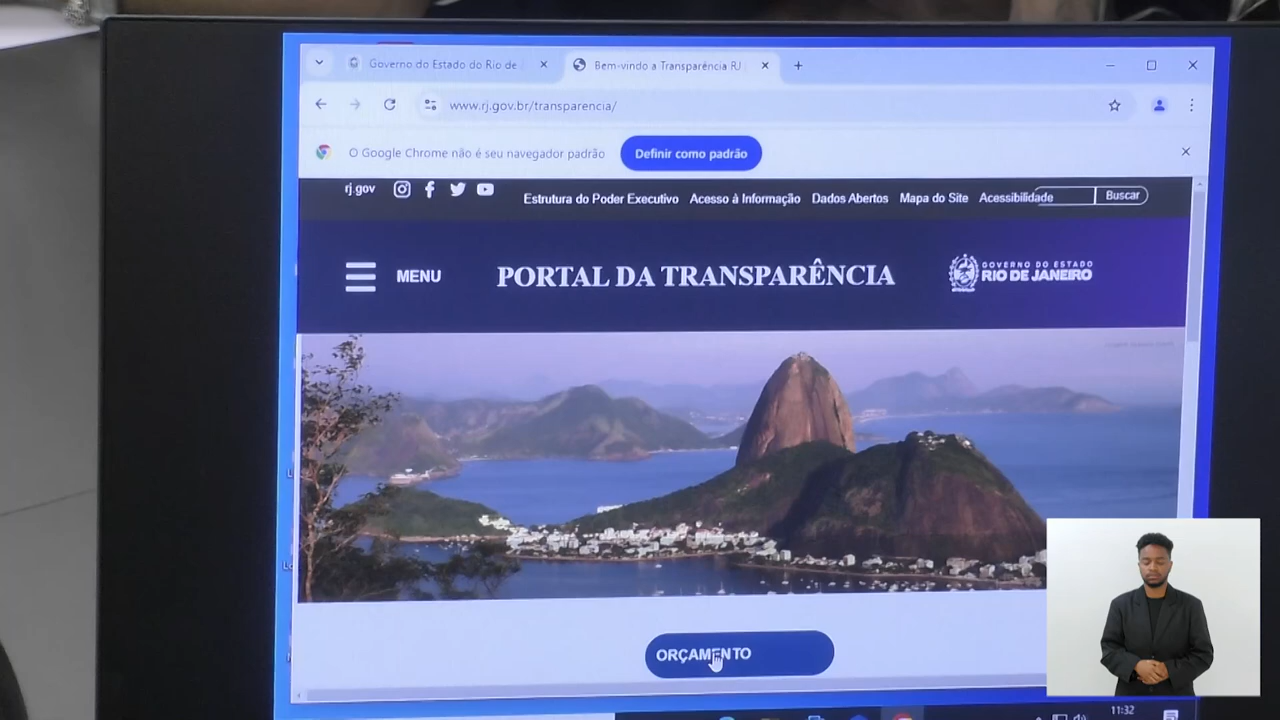 Governo do Estado do Rio de
Bem-vindo a Transparência RJ
www.rj.gov.br/transparencia/
O Google Chrome não é seu navegador padrão
Definir como padrão
rj.gov
Estrutura do Poder Executivo
Acesso à Informação
Dados Abertos
Mapa do Site
Acessibilidade
Buscar
MENU
PORTAL DA TRANSPARÊNCIA
GOVERNO DO ESTADO
RIO DE JANEIRO
ORÇAMENTO
11:32